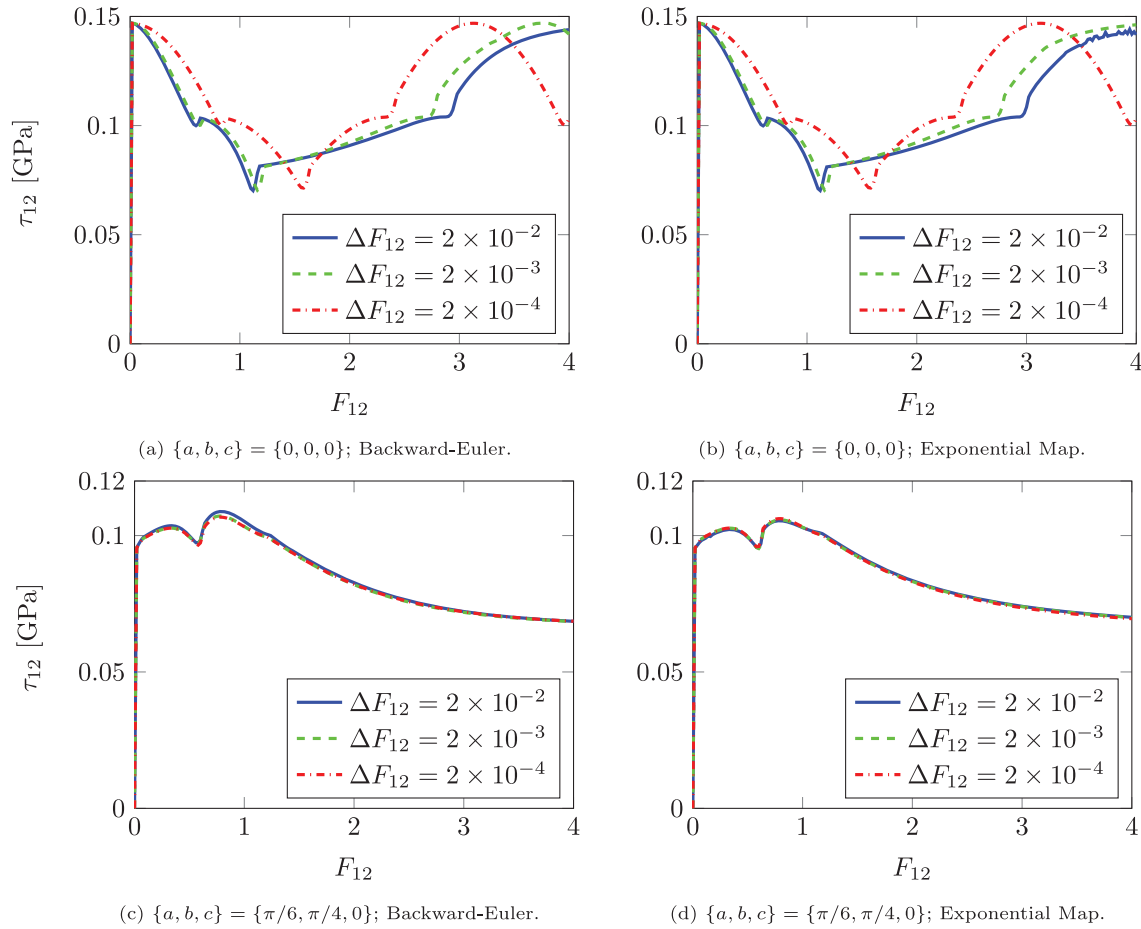 0.15
0.1
0.05
0
τ₁₂ [GPa]
0 1 2 3 4
F₁₂
ΔF₁₂ = 2 × 10⁻²
ΔF₁₂ = 2 × 10⁻³
ΔF₁₂ = 2 × 10⁻⁴
(a) {a, b, c} = {0, 0, 0}; Backward-Euler.
0.15
0.1
0.05
0
0 1 2 3 4
F₁₂
ΔF₁₂ = 2 × 10⁻²
ΔF₁₂ = 2 × 10⁻³
ΔF₁₂ = 2 × 10⁻⁴
(b) {a, b, c} = {0, 0, 0}; Exponential Map.
0.12
0.1
0.05
0
τ₁₂ [GPa]
0 1 2 3 4
F₁₂
ΔF₁₂ = 2 × 10⁻²
ΔF₁₂ = 2 × 10⁻³
ΔF₁₂ = 2 × 10⁻⁴
(c) {a, b, c} = {π/6, π/4, 0}; Backward-Euler.
0.12
0.1
0.05
0
0 1 2 3 4
F₁₂
ΔF₁₂ = 2 × 10⁻²
ΔF₁₂ = 2 × 10⁻³
ΔF₁₂ = 2 × 10⁻⁴
(d) {a, b, c} = {π/6, π/4, 0}; Exponential Map.